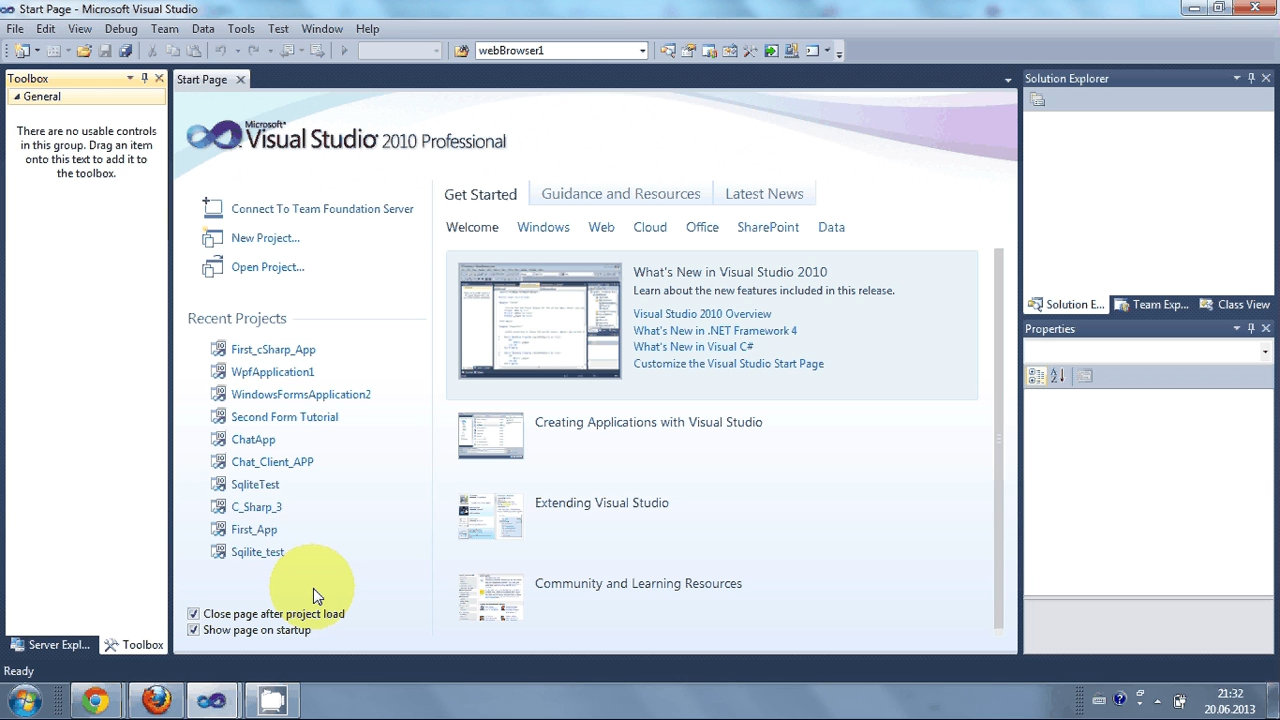 Start Page - Microsoft Visual Studio
File Edit View Debug Team Data Tools Test Window Help
webBrowser1
Toolbox
General
There are no usable controls
in this group. Drag an item
onto this text to add it to
the toolbox.
Server Expl...
Toolbox
Start Page
Microsoft®
Visual Studio® 2010 Professional
Connect To Team Foundation Server
New Project...
Open Project...
Recent Projects
First_cSharp_App
WpfApplication1
WindowsFormsApplication2
Second Form Tutorial
ChatApp
Chat_Client_APP
SqliteTest
C_Sharp_3
First_App
Sqilite_test
Close page after project load
Show page on startup
Get Started
Guidance and Resources
Latest News
Welcome Windows Web Cloud Office SharePoint Data
What's New in Visual Studio 2010
Learn about the new features included in this release.
Visual Studio 2010 Overview
What's New in .NET Framework 4
What's New in Visual C#
Customize the Visual Studio Start Page
Creating Applications with Visual Studio
Extending Visual Studio
Community and Learning Resources
Solution Explorer
Solution E...
Team Exp...
Class View
Properties
Ready
21:32
20.06.2013